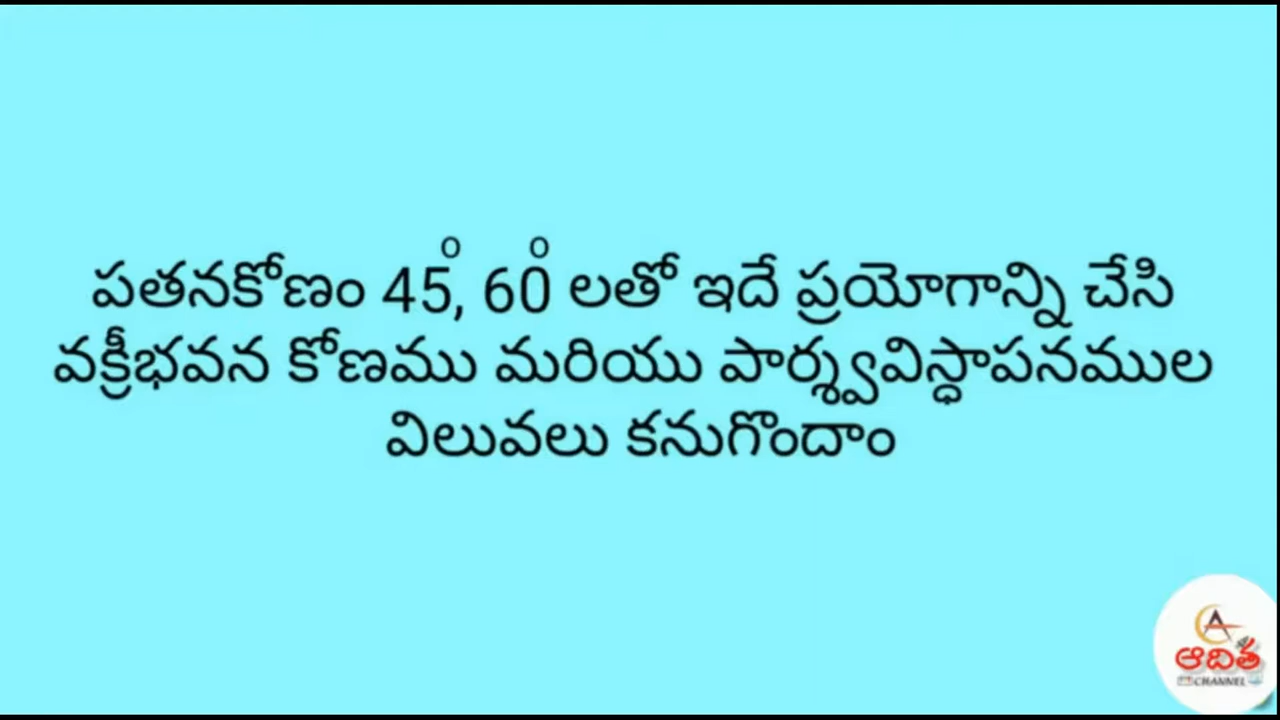 పతనకోణం 45°, 60° లతో ఇదే ప్రయోగాన్ని చేసి
వక్రీభవన కోణము మరియు పార్శ్వవిస్ధాపనముల
విలువలు కనుగొందాం
A
ఆదిత్య
CHANNEL